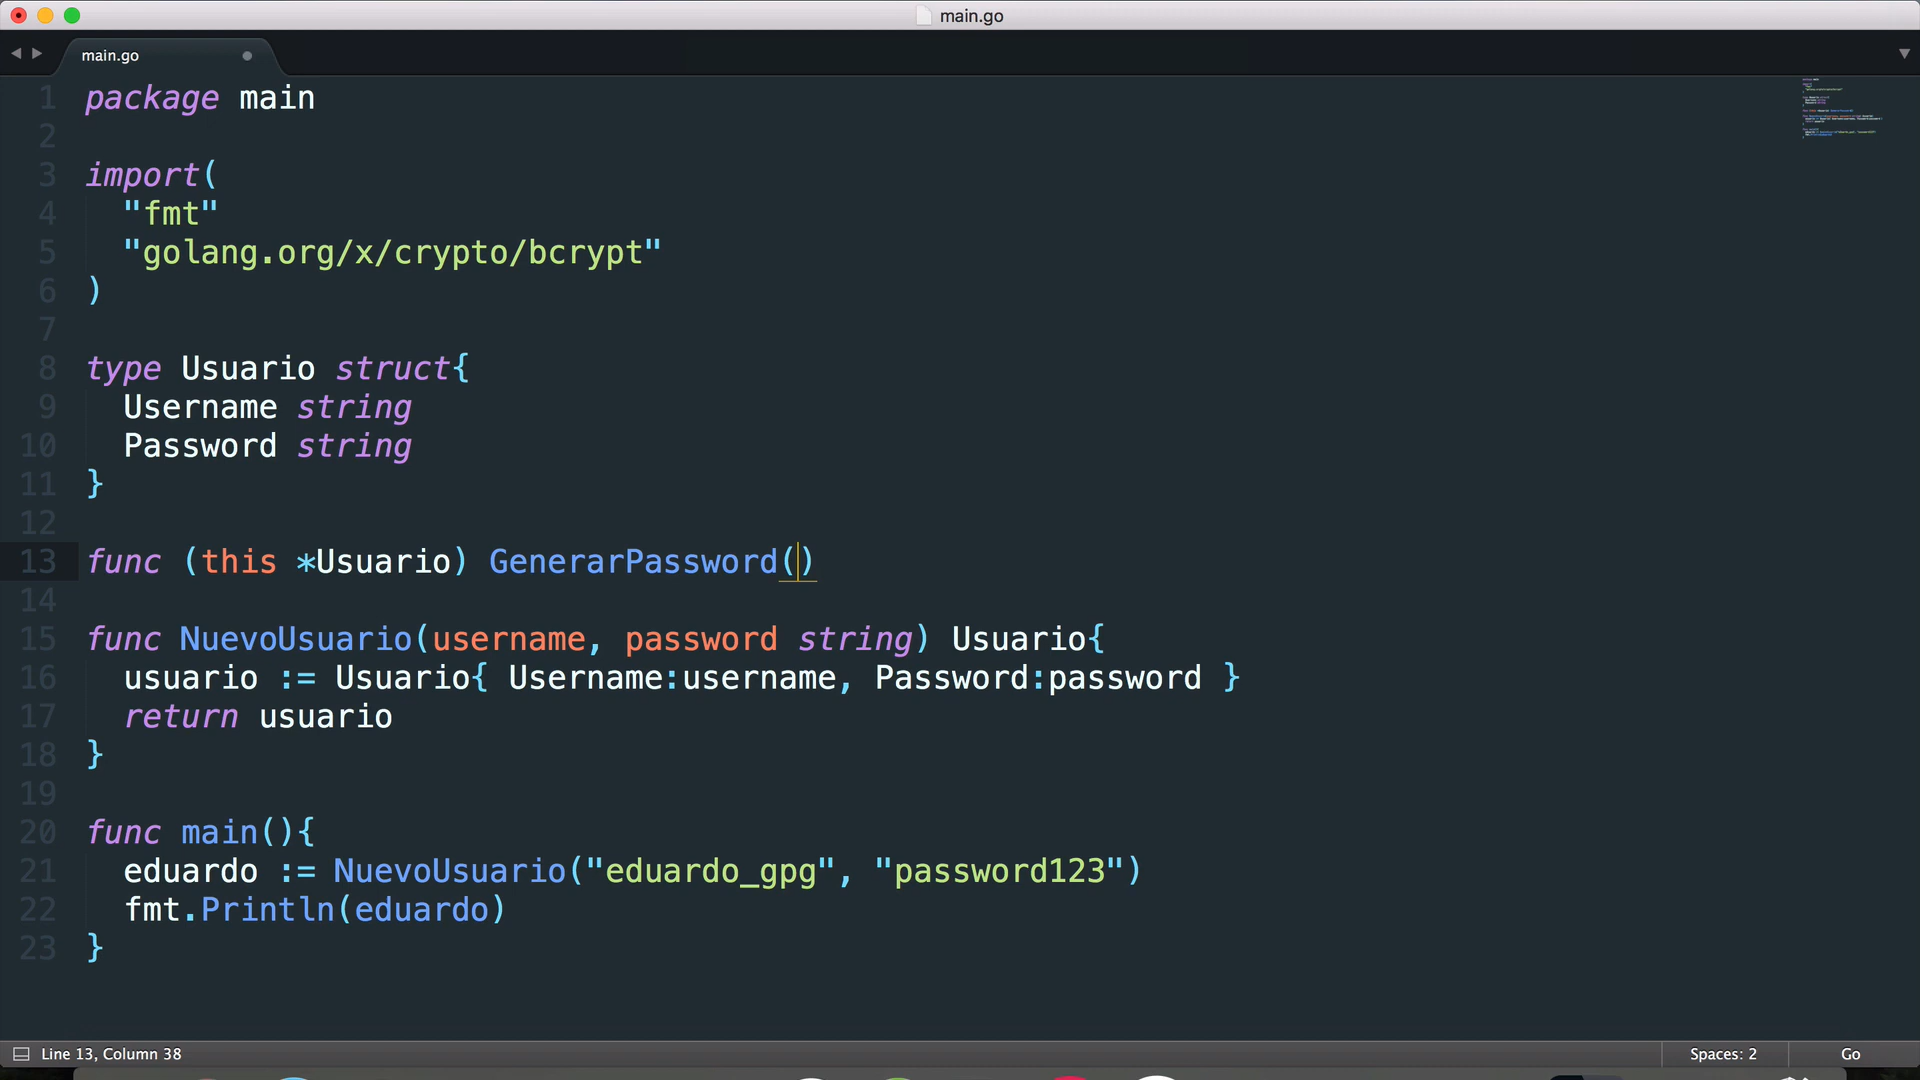 main.go
main.go
1 package main
2
3 import(
4 "fmt"
5 "golang.org/x/crypto/bcrypt"
6 )
7
8 type Usuario struct{
9 Username string
10 Password string
11 }
12
13 func (this *Usuario) GenerarPassword()
14
15 func NuevoUsuario(username, password string) Usuario{
16 usuario := Usuario{ Username:username, Password:password }
17 return usuario
18 }
19
20 func main(){
21 eduardo := NuevoUsuario("eduardo_gpg", "password123")
22 fmt.Println(eduardo)
23 }
Line 13, Column 38
Spaces: 2
Go